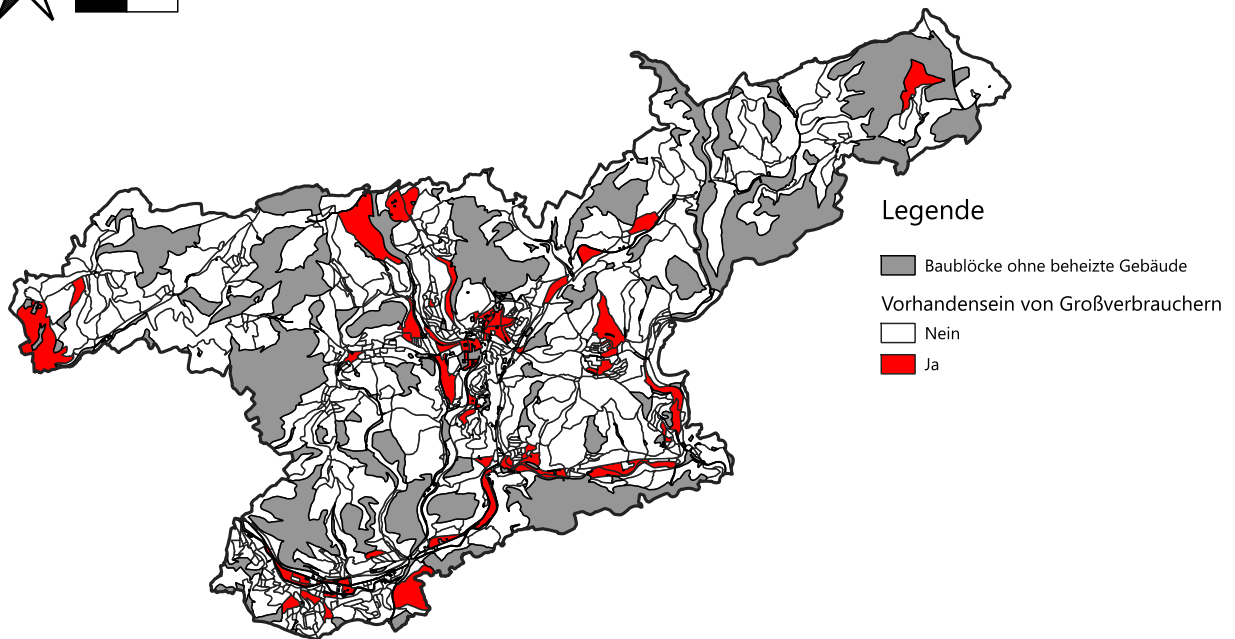 Legende
Baublöcke ohne beheizte Gebäude
Vorhandensein von Großverbrauchern
Nein
Ja